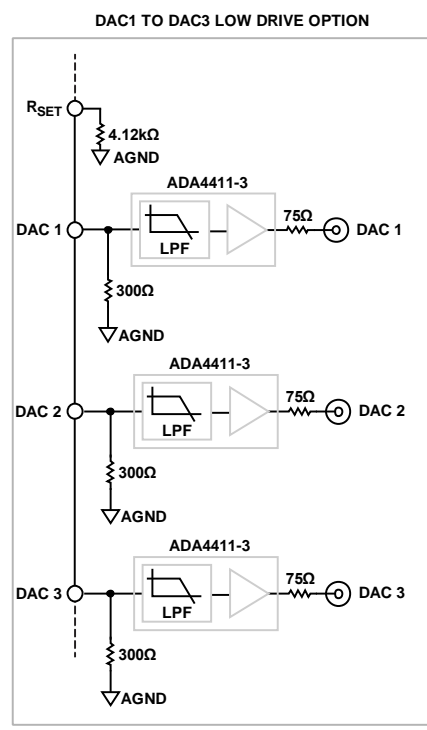 DAC1 TO DAC3 LOW DRIVE OPTION
RSET
4.12kΩ
AGND
ADA4411-3
DAC 1
LPF
75Ω
DAC 1
300Ω
AGND
ADA4411-3
DAC 2
LPF
75Ω
DAC 2
300Ω
AGND
ADA4411-3
DAC 3
LPF
75Ω
DAC 3
300Ω
AGND